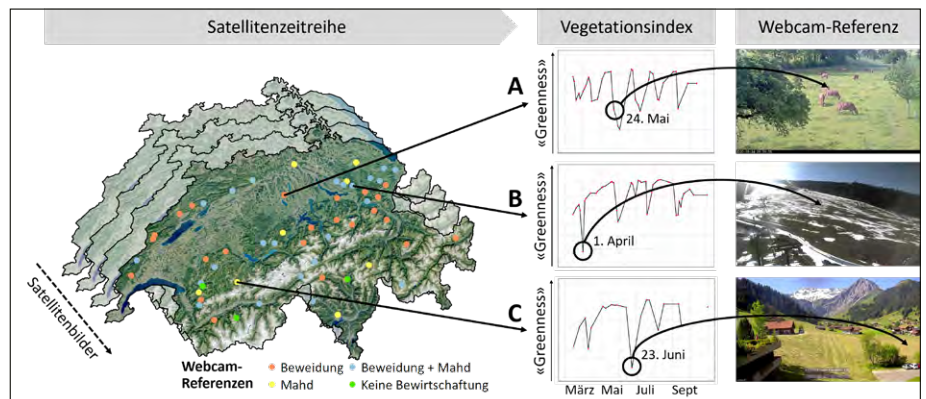 Satellitenzeitreihe
Vegetationsindex
Webcam-Referenz
A
«Greenness»
24. Mai
B
«Greenness»
1. April
C
«Greenness»
23. Juni
März Mai Juli Sept
Satellitenbilder
Webcam-
Referenzen
Beweidung
Beweidung + Mahd
Mahd
Keine Bewirtschaftung